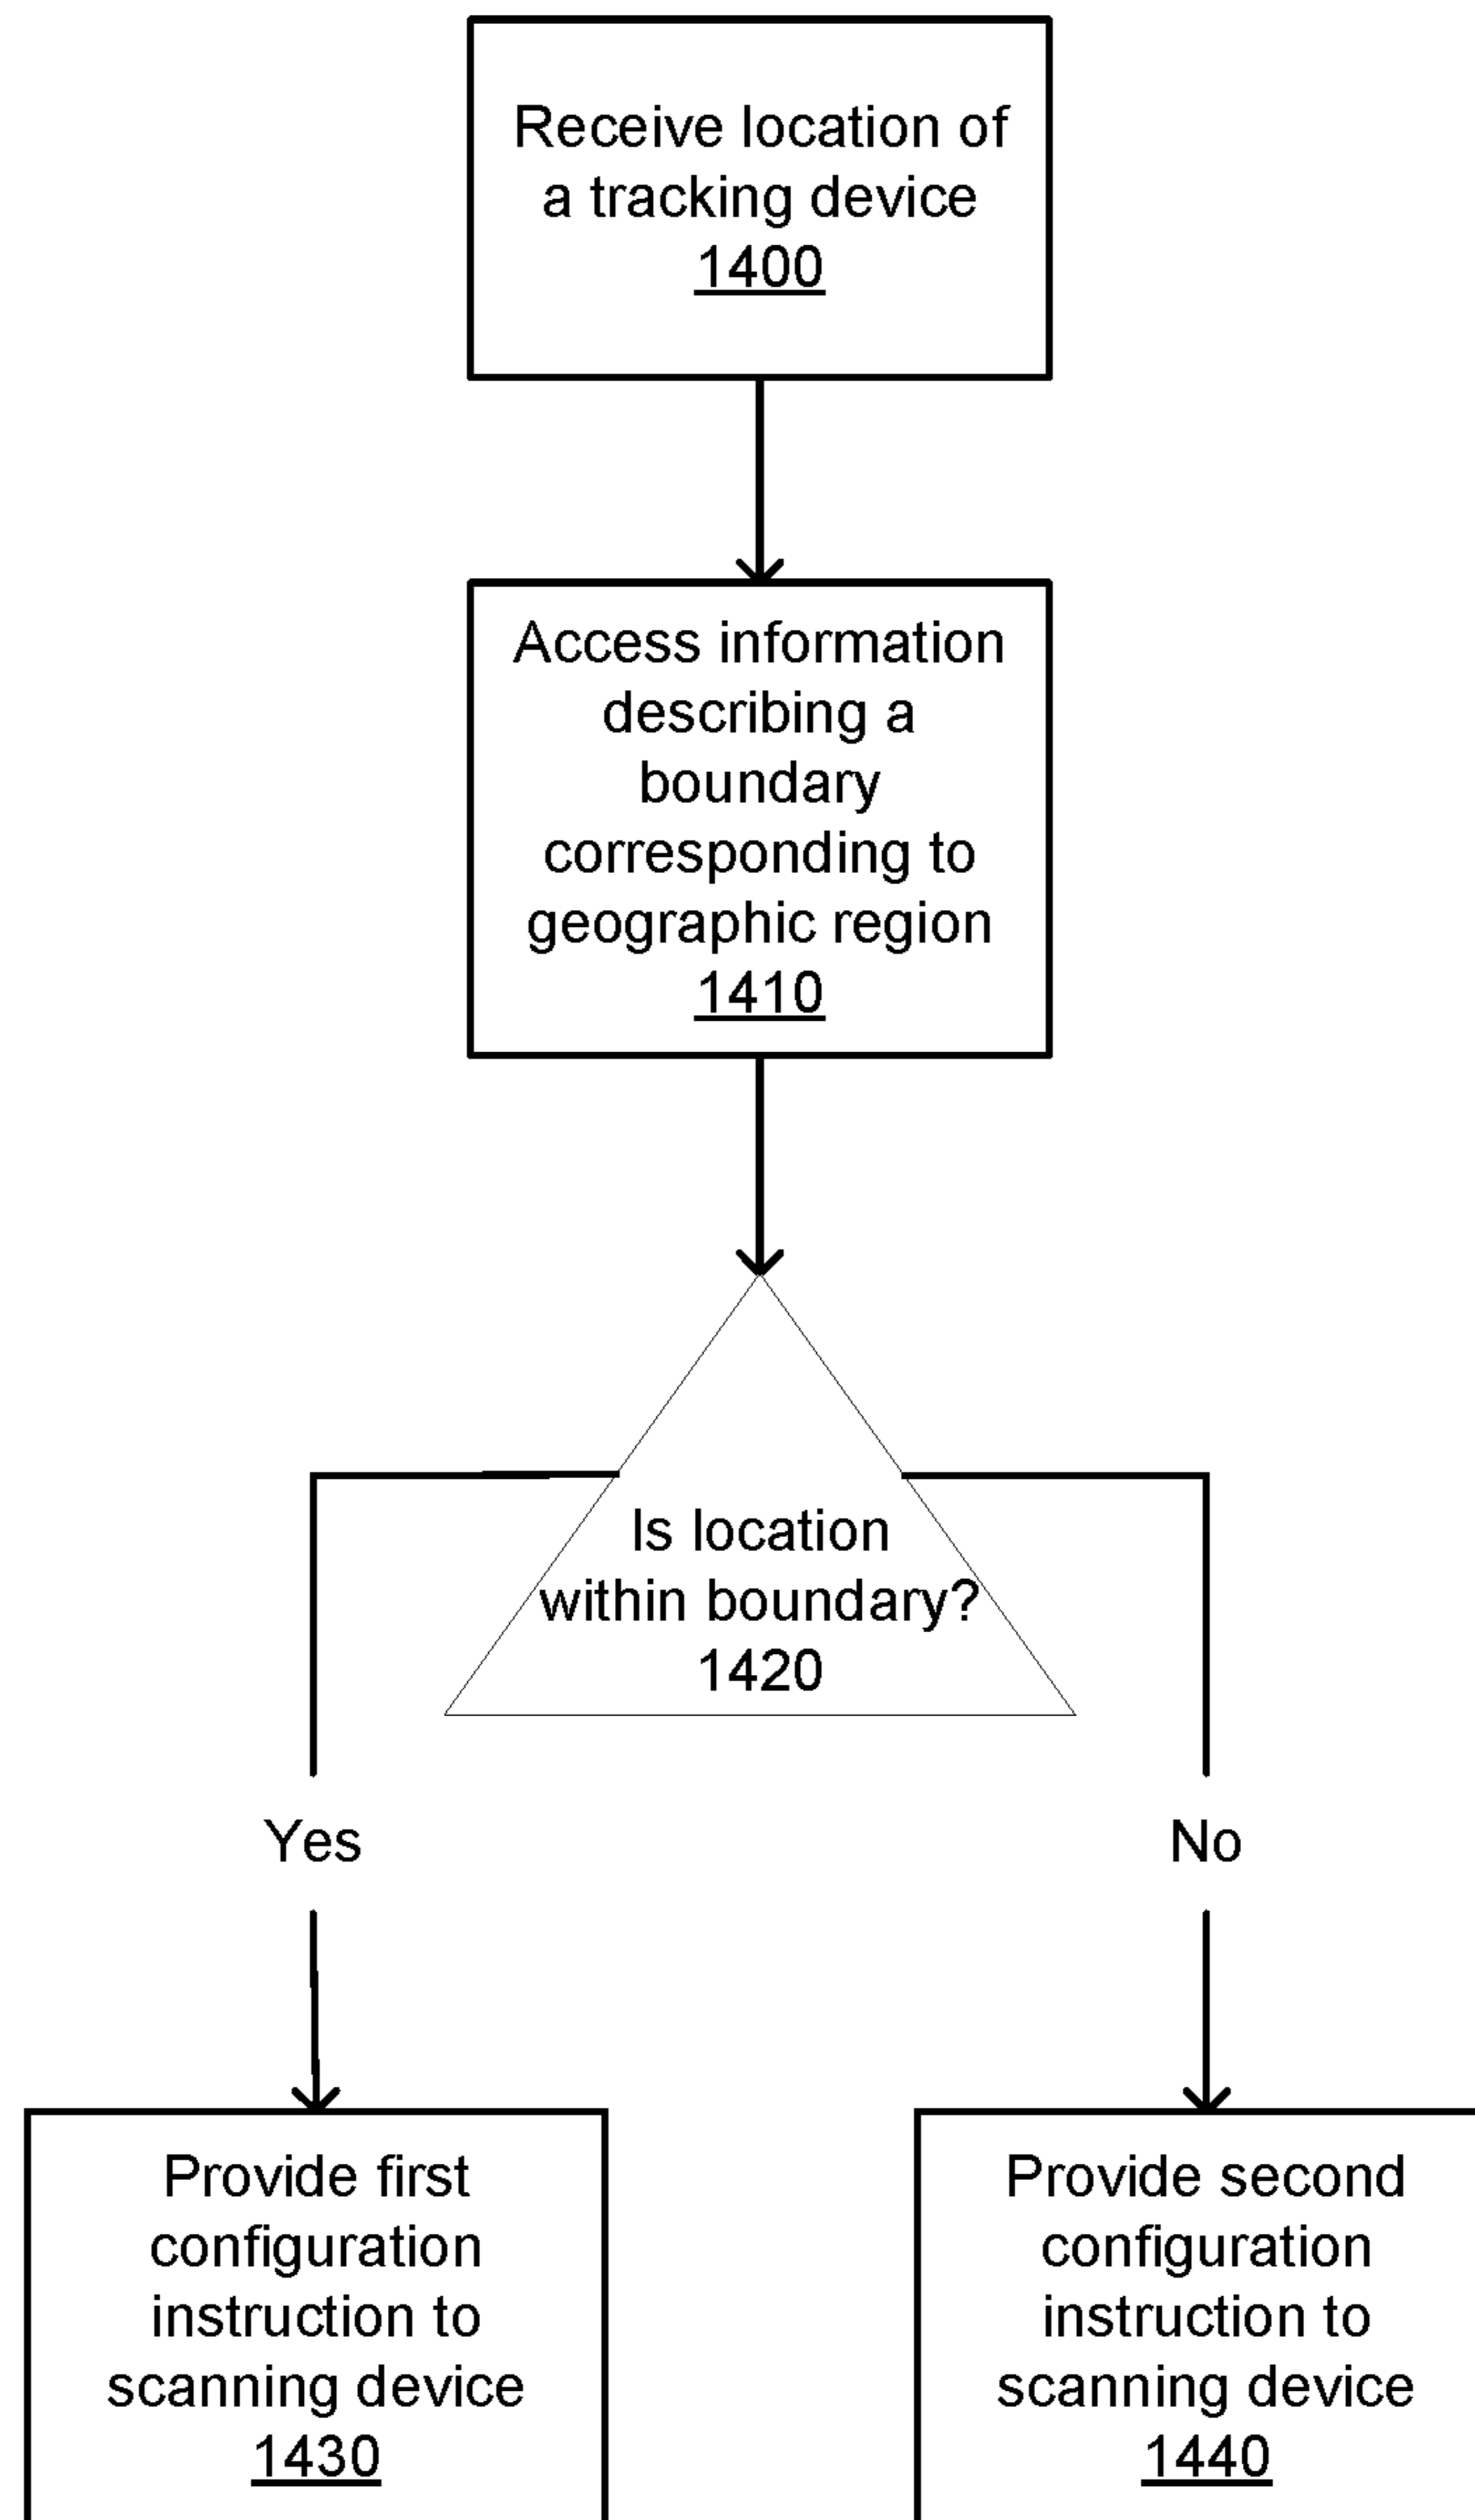 Receive location of
a tracking device
1400
Access information
describing a
boundary
corresponding to
geographic region
1410
Is location
within boundary?
1420
Yes
No
Provide first
configuration
instruction to
scanning device
1430
Provide second
configuration
instruction to
scanning device
1440